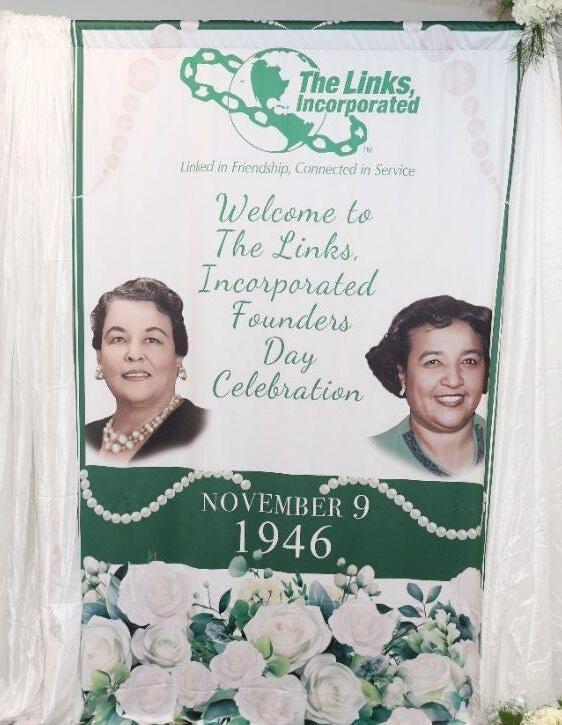 The Links,
Incorporated
TM
Linked in Friendship, Connected in Service
Welcome to
The Links,
Incorporated
Founders
Day
Celebration
NOVEMBER 9
1946